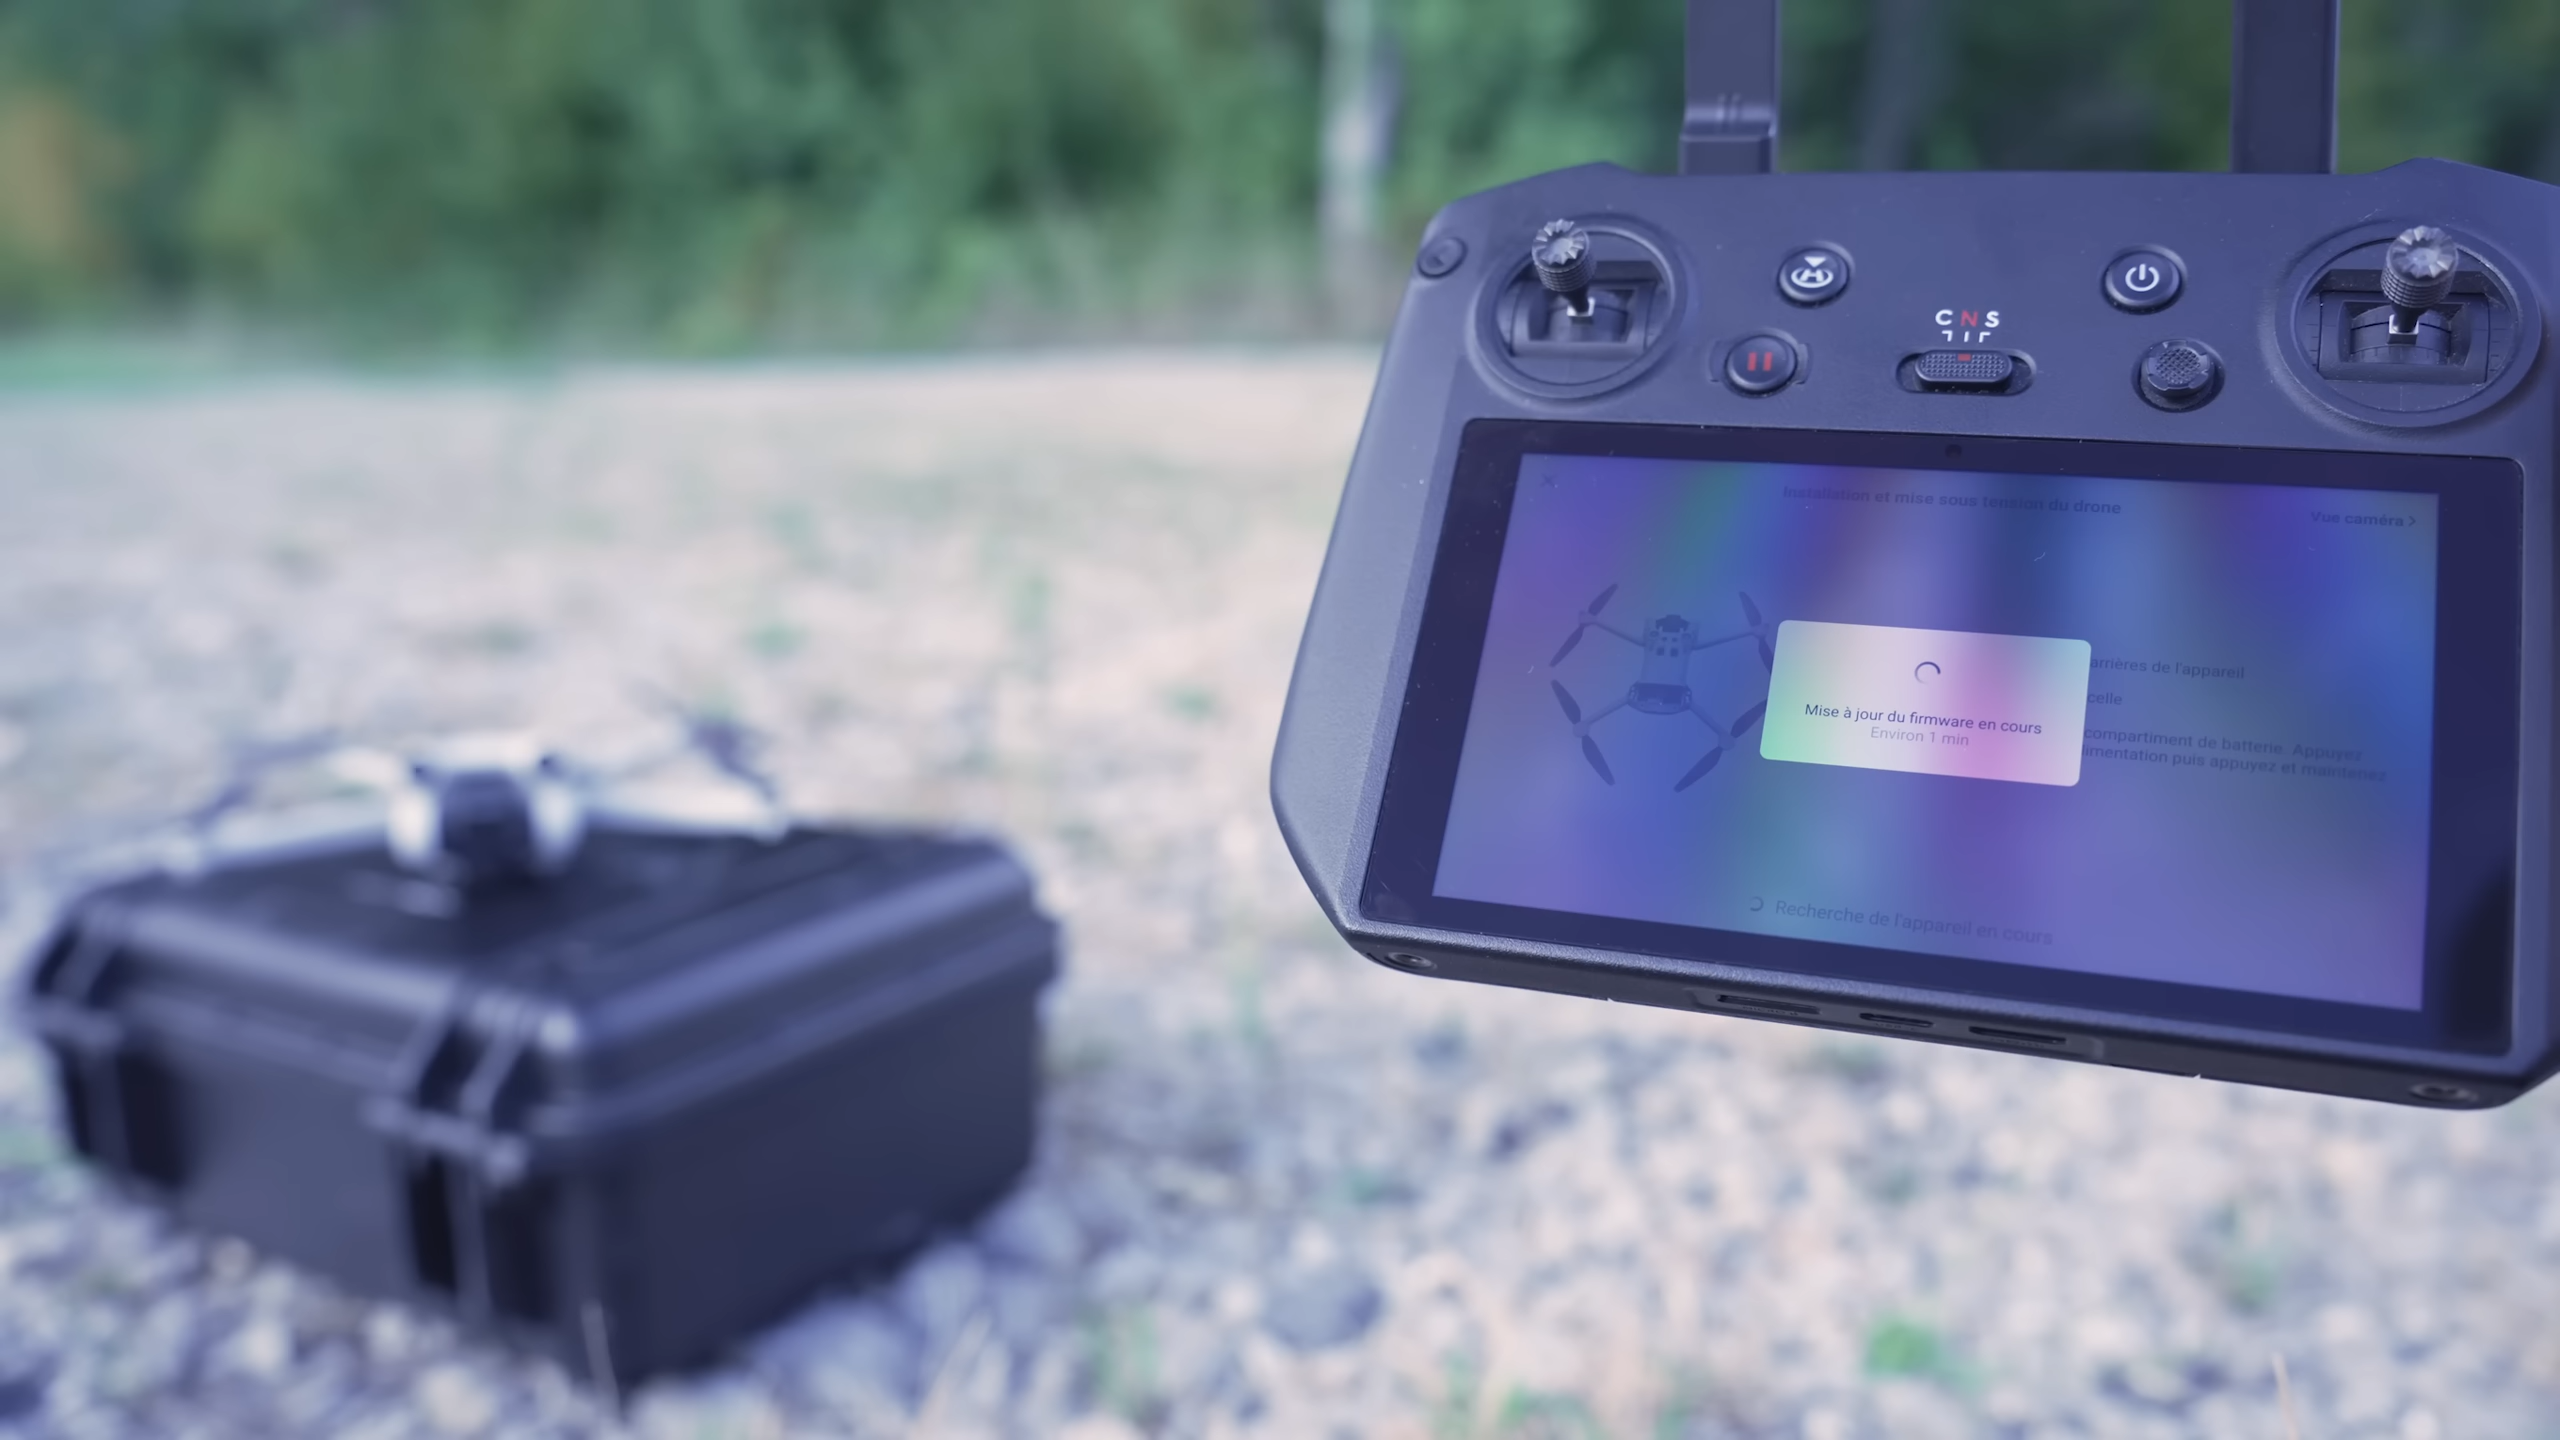 C N S
Installation et mise sous tension du drone
Vue caméra
arrières de l'appareil
celle
compartiment de batterie. Appuyez
imentation puis appuyez et maintenez
Mise à jour du firmware en cours
Environ 1 min
Recherche de l'appareil en cours